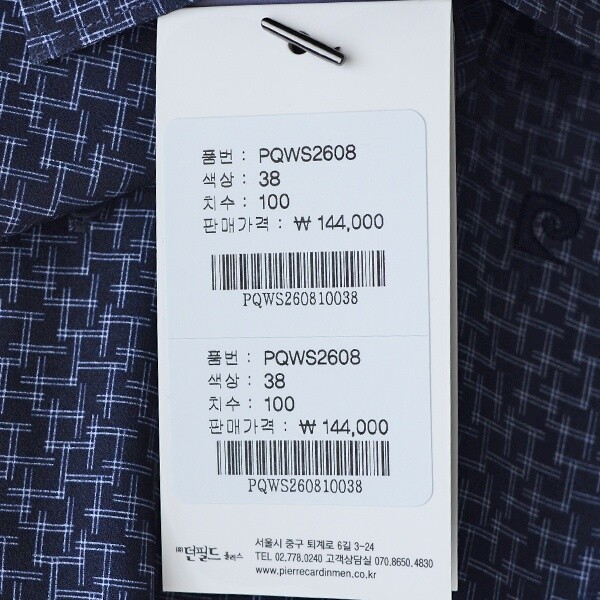 품번 : PQWS2608
색상 : 38
치수 : 100
판매가격 : ₩ 144,000
PQWS260810038
품번 : PQWS2608
색상 : 38
치수 : 100
판매가격 : ₩ 144,000
PQWS260810038
㈜던필드 플러스
서울시 중구 퇴계로 6길 3-24
TEL 02.778.0240 고객상담실 070.8650.4830
www.pierrecardinmen.co.kr